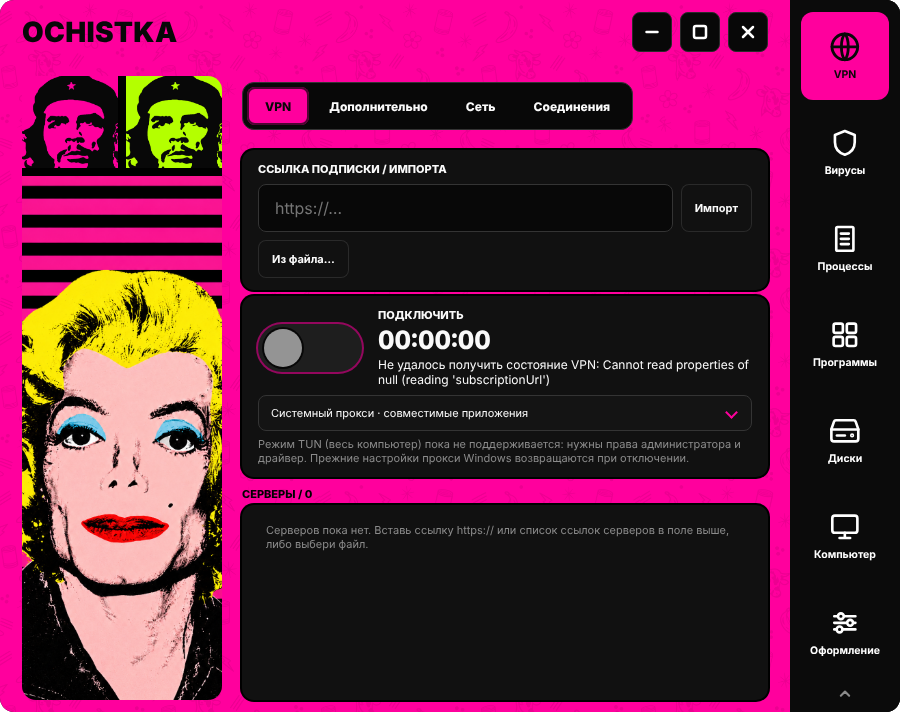 OCHISTKA
VPN
Дополнительно
Сеть
Соединения
ССЫЛКА ПОДПИСКИ / ИМПОРТА
https://...
Импорт
Из файла...
ПОДКЛЮЧИТЬ
00:00:00
Не удалось получить состояние VPN: Cannot read properties of
null (reading 'subscriptionUrl')
Системный прокси · совместимые приложения
Режим TUN (весь компьютер) пока не поддерживается: нужны права администратора и
драйвер. Прежние настройки прокси Windows возвращаются при отключении.
СЕРВЕРЫ / 0
Серверов пока нет. Вставь ссылку https:// или список ссылок серверов в поле выше,
либо выбери файл.
VPN
Вирусы
Процессы
Программы
Диски
Компьютер
Оформление